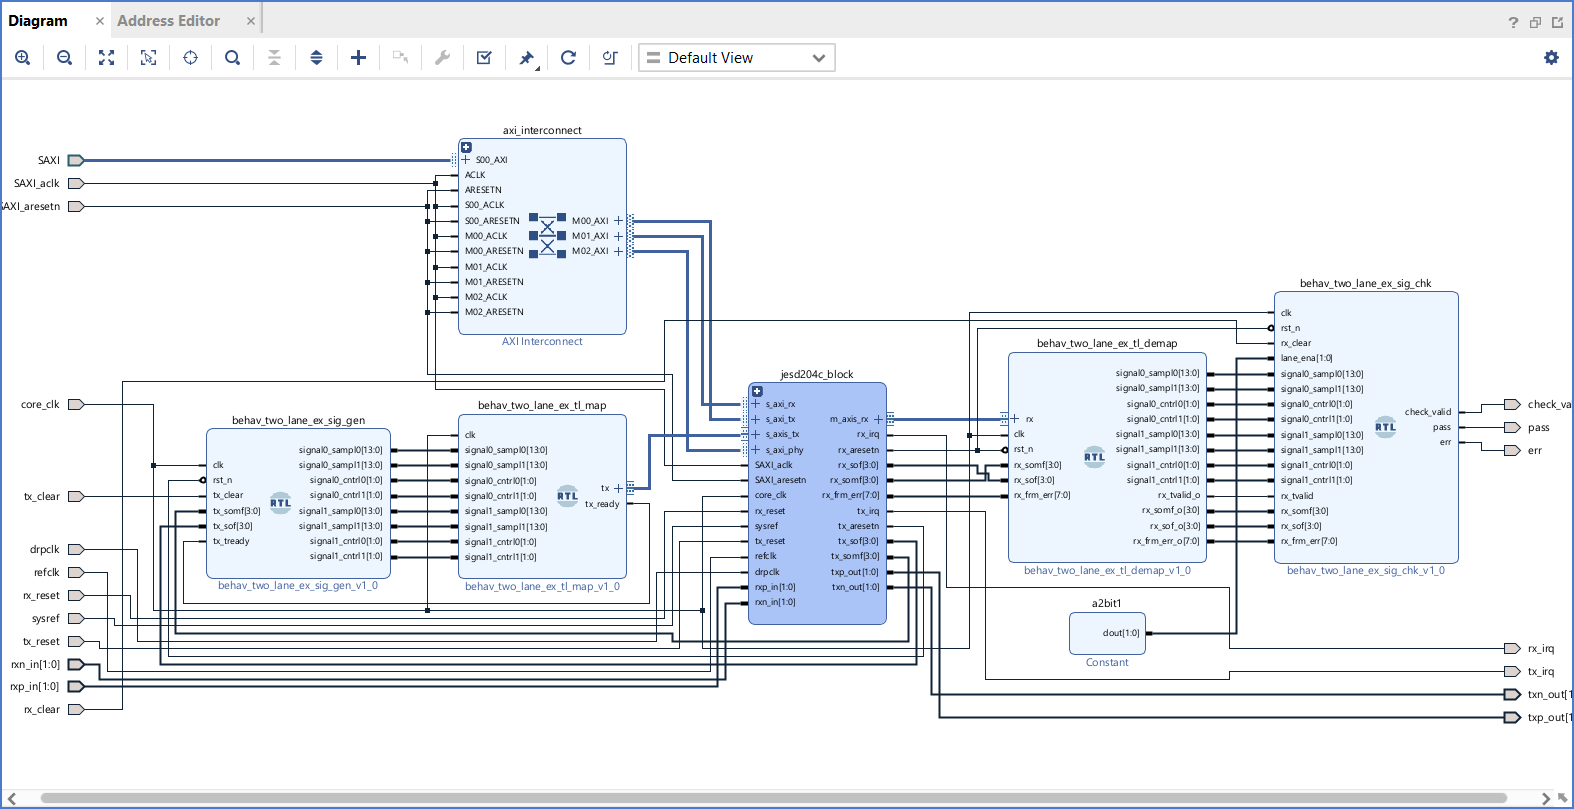 Diagram × Address Editor ×
Default View
SAXI
SAXI_aclk
SAXI_aresetn
core_clk
tx_clear
drpclk
refclk
rx_reset
sysref
tx_reset
rxn_in[1:0]
rxp_in[1:0]
rx_clear
axi_interconnect
S00_AXI
ACLK
ARESETN
S00_ACLK
S00_ARESETN
M00_ACLK
M00_ARESETN
M01_ACLK
M01_ARESETN
M02_ACLK
M02_ARESETN
M00_AXI
M01_AXI
M02_AXI
AXI Interconnect
behav_two_lane_ex_sig_gen
clk
rst_n
tx_clear
tx_somf[3:0]
tx_sof[3:0]
tx_tready
RTL
signal0_sampl0[13:0]
signal0_sampl1[13:0]
signal0_cntrl0[1:0]
signal0_cntrl1[1:0]
signal1_sampl0[13:0]
signal1_sampl1[13:0]
signal1_cntrl0[1:0]
signal1_cntrl1[1:0]
behav_two_lane_ex_sig_gen_v1_0
behav_two_lane_ex_tl_map
clk
signal0_sampl0[13:0]
signal0_sampl1[13:0]
signal0_cntrl0[1:0]
signal0_cntrl1[1:0]
signal1_sampl0[13:0]
signal1_sampl1[13:0]
signal1_cntrl0[1:0]
signal1_cntrl1[1:0]
RTL
tx
tx_ready
behav_two_lane_ex_tl_map_v1_0
jesd204c_block
s_axi_rx
s_axi_tx
s_axis_tx
s_axi_phy
SAXI_aclk
SAXI_aresetn
core_clk
rx_reset
sysref
tx_reset
refclk
drpclk
rxp_in[1:0]
rxn_in[1:0]
m_axis_rx
rx_irq
rx_aresetn
rx_sof[3:0]
rx_somf[3:0]
rx_frm_err[7:0]
tx_irq
tx_aresetn
tx_sof[3:0]
tx_somf[3:0]
txp_out[1:0]
txn_out[1:0]
behav_two_lane_ex_tl_demap
rx
clk
rst_n
rx_somf[3:0]
rx_sof[3:0]
rx_frm_err[7:0]
RTL
signal0_sampl0[13:0]
signal0_sampl1[13:0]
signal0_cntrl0[1:0]
signal0_cntrl1[1:0]
signal1_sampl0[13:0]
signal1_sampl1[13:0]
signal1_cntrl0[1:0]
signal1_cntrl1[1:0]
rx_tvalid_o
rx_somf_o[3:0]
rx_sof_o[3:0]
rx_frm_err_o[7:0]
behav_two_lane_ex_tl_demap_v1_0
a2bit1
dout[1:0]
Constant
behav_two_lane_ex_sig_chk
clk
rst_n
rx_clear
lane_ena[1:0]
signal0_sampl0[13:0]
signal0_sampl1[13:0]
signal0_cntrl0[1:0]
signal0_cntrl1[1:0]
signal1_sampl0[13:0]
signal1_sampl1[13:0]
signal1_cntrl0[1:0]
signal1_cntrl1[1:0]
rx_tvalid
rx_somf[3:0]
rx_sof[3:0]
rx_frm_err[7:0]
RTL
check_valid
pass
err
behav_two_lane_ex_sig_chk_v1_0
check_va
pass
err
rx_irq
tx_irq
txn_out[1
txp_out[1